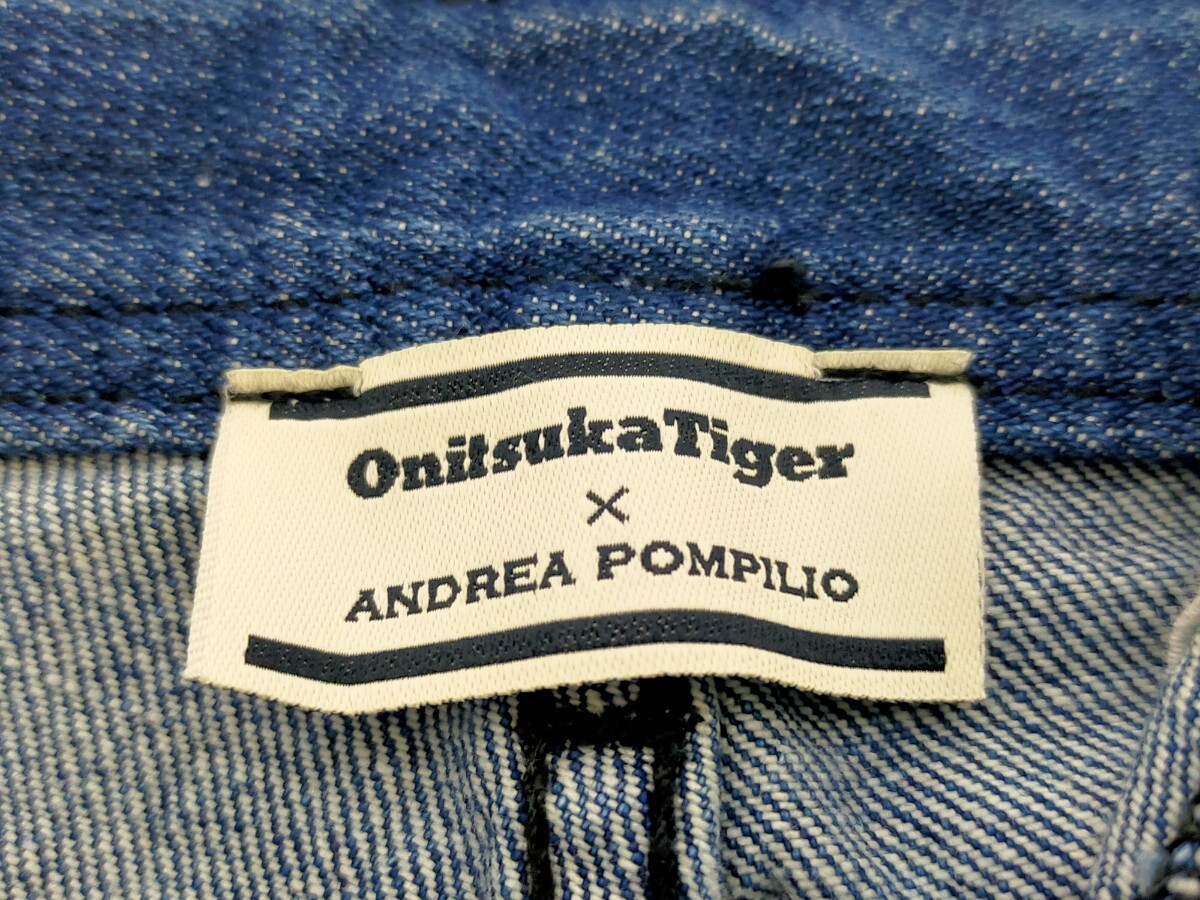 OnitsukaTiger
×
ANDREA POMPILIO